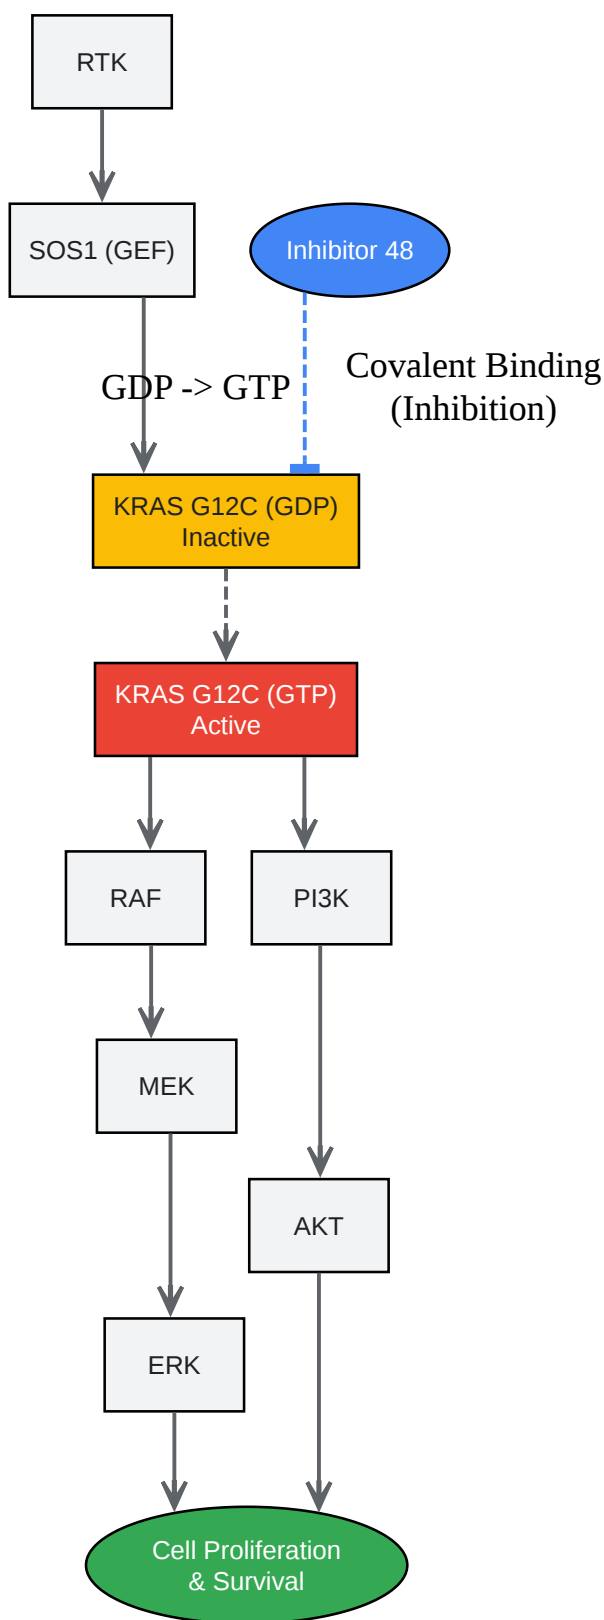 RTK
SOS1 (GEF)
Inhibitor 48
GDP -> GTP
Covalent Binding
(Inhibition)
KRAS G12C (GDP)
Inactive
KRAS G12C (GTP)
Active
RAF
PI3K
MEK
AKT
ERK
Cell Proliferation
& Survival